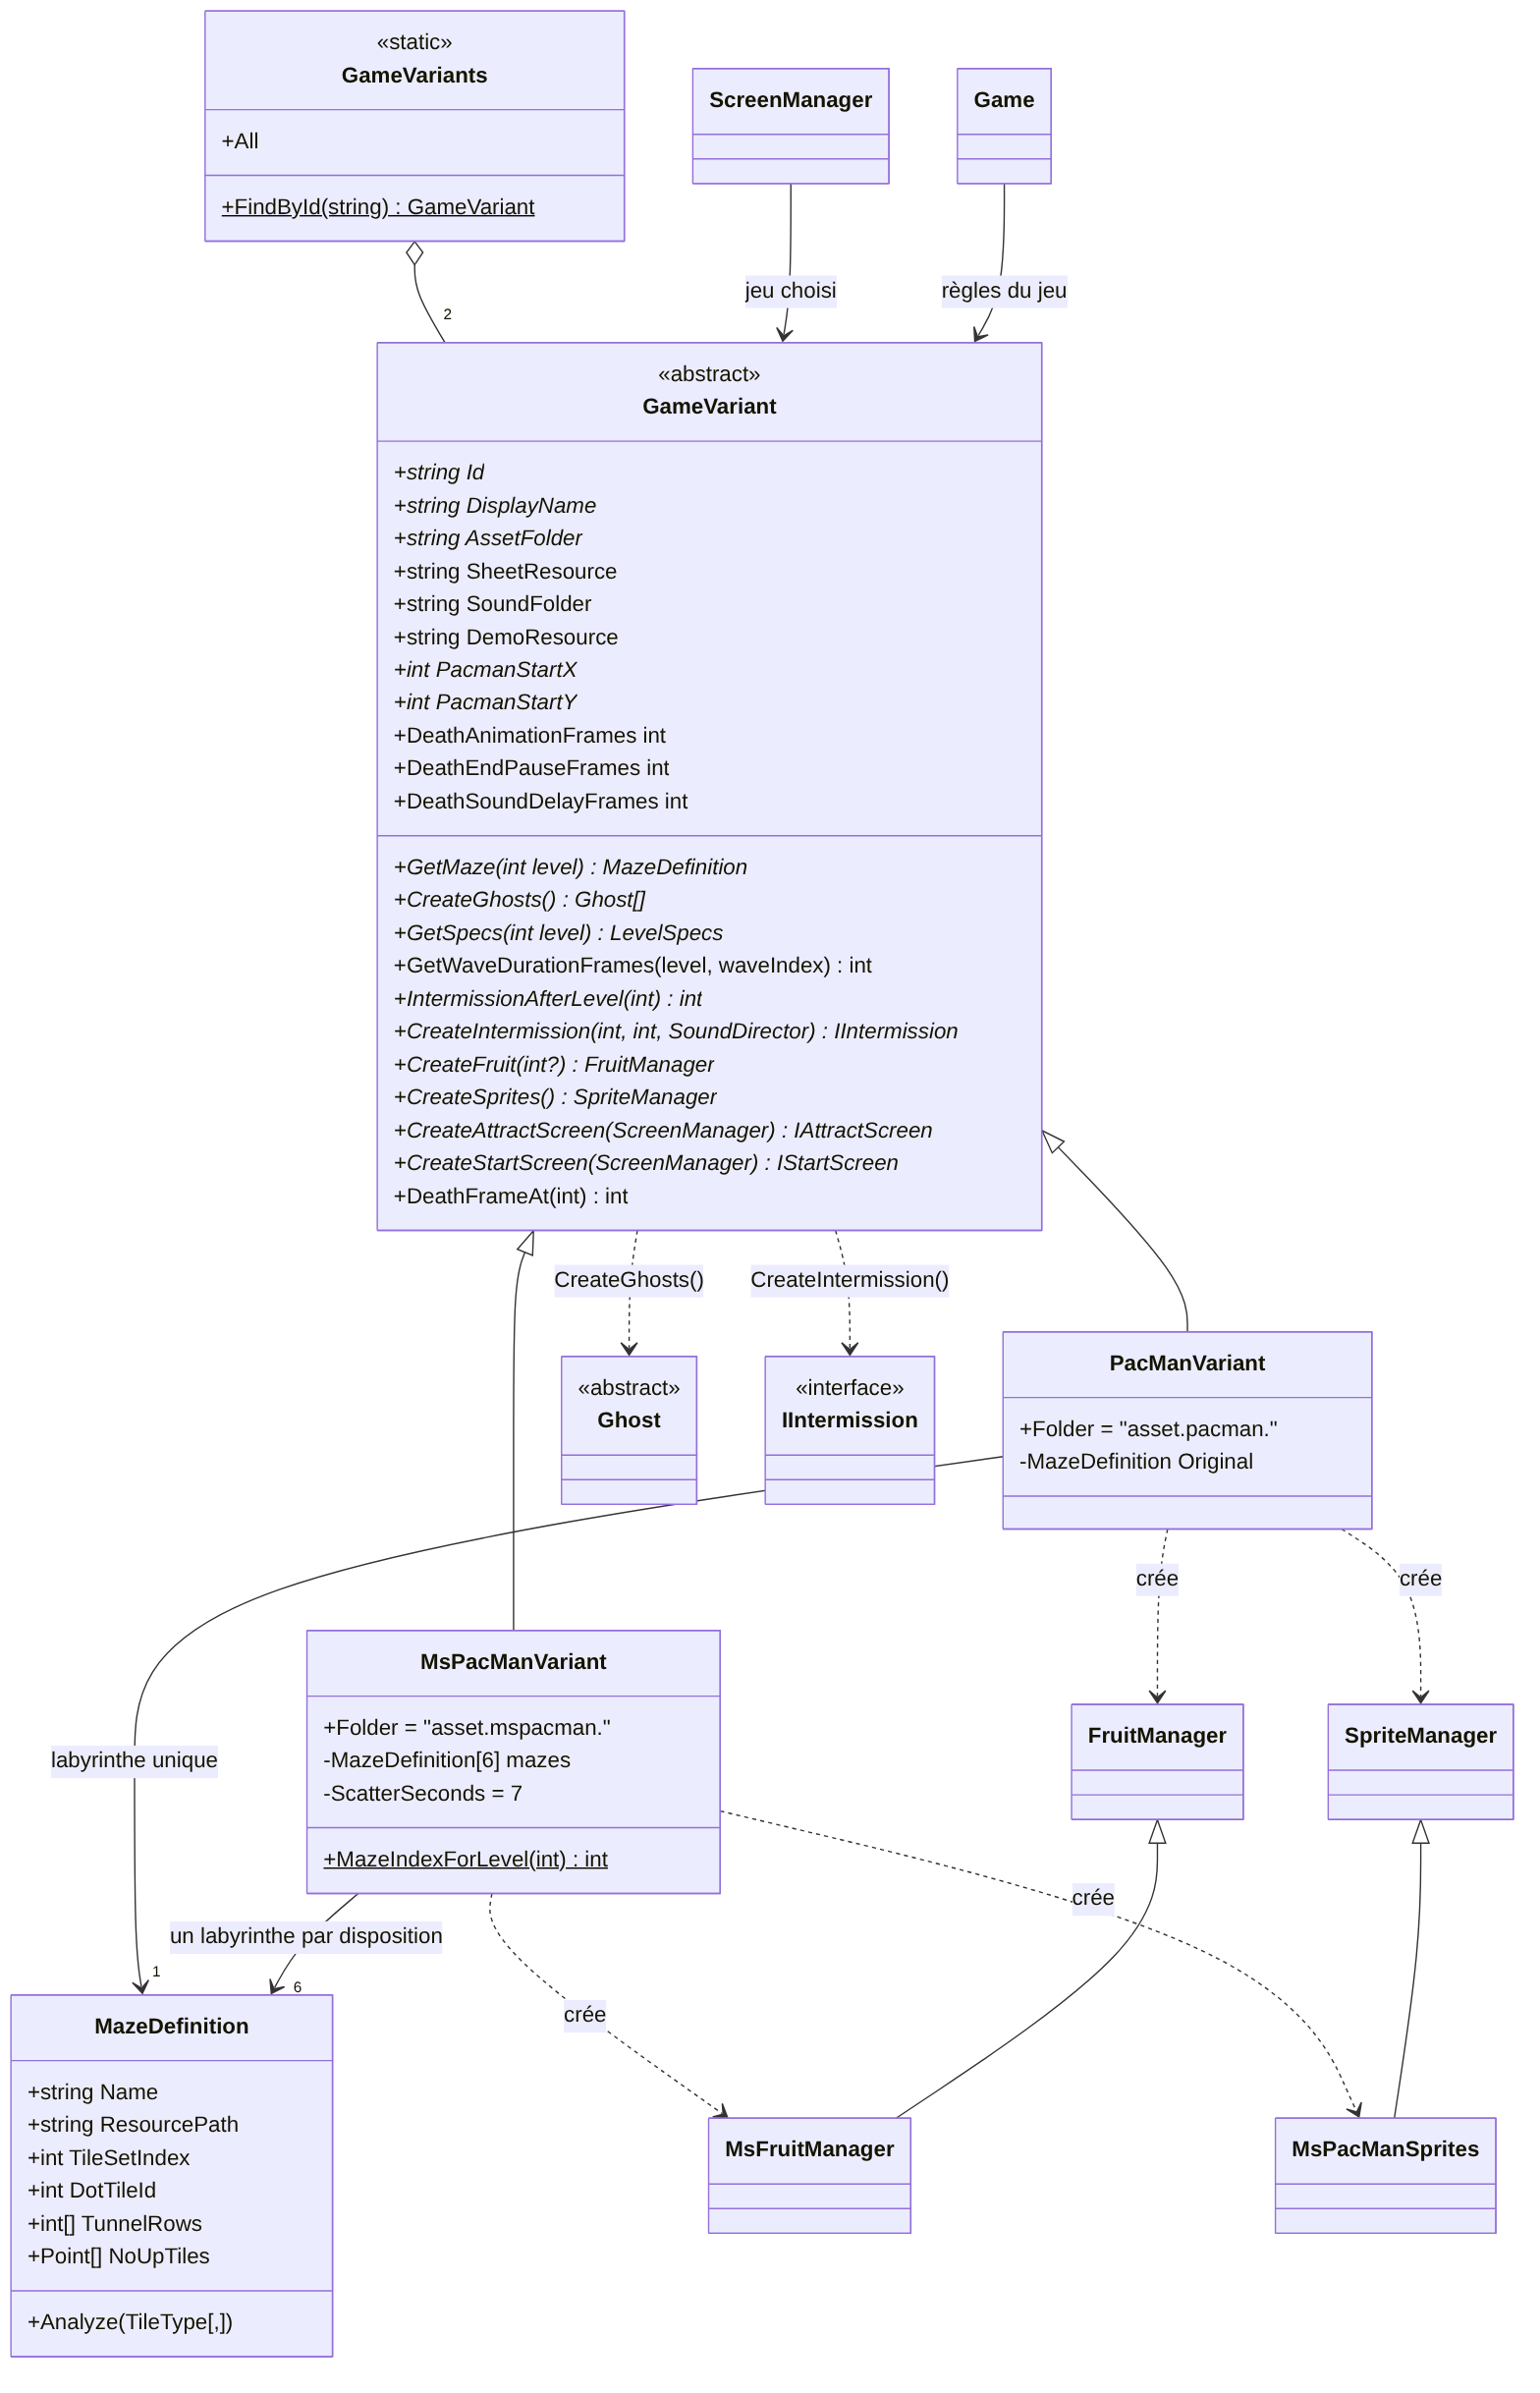 «static»
GameVariants
+All
+FindById(string) : GameVariant
ScreenManager
Game
2
jeu choisi
règles du jeu
«abstract»
GameVariant
+string Id
+string DisplayName
+string AssetFolder
+string SheetResource
+string SoundFolder
+string DemoResource
+int PacmanStartX
+int PacmanStartY
+DeathAnimationFrames int
+DeathEndPauseFrames int
+DeathSoundDelayFrames int
+GetMaze(int level) : MazeDefinition
+CreateGhosts() : Ghost[]
+GetSpecs(int level) : LevelSpecs
+GetWaveDurationFrames(level, waveIndex) : int
+IntermissionAfterLevel(int) : int
+CreateIntermission(int, int, SoundDirector) : IIntermission
+CreateFruit(int?) : FruitManager
+CreateSprites() : SpriteManager
+CreateAttractScreen(ScreenManager) : IAttractScreen
+CreateStartScreen(ScreenManager) : IStartScreen
+DeathFrameAt(int) : int
CreateGhosts()
CreateIntermission()
«abstract»
Ghost
«interface»
IIntermission
PacManVariant
+Folder = "asset.pacman."
-MazeDefinition Original
crée
crée
MsPacManVariant
+Folder = "asset.mspacman."
-MazeDefinition[6] mazes
-ScatterSeconds = 7
+MazeIndexForLevel(int) : int
FruitManager
SpriteManager
labyrinthe unique
un labyrinthe par disposition
crée
crée
1
6
MazeDefinition
+string Name
+string ResourcePath
+int TileSetIndex
+int DotTileId
+int[] TunnelRows
+Point[] NoUpTiles
+Analyze(TileType[,])
MsFruitManager
MsPacManSprites